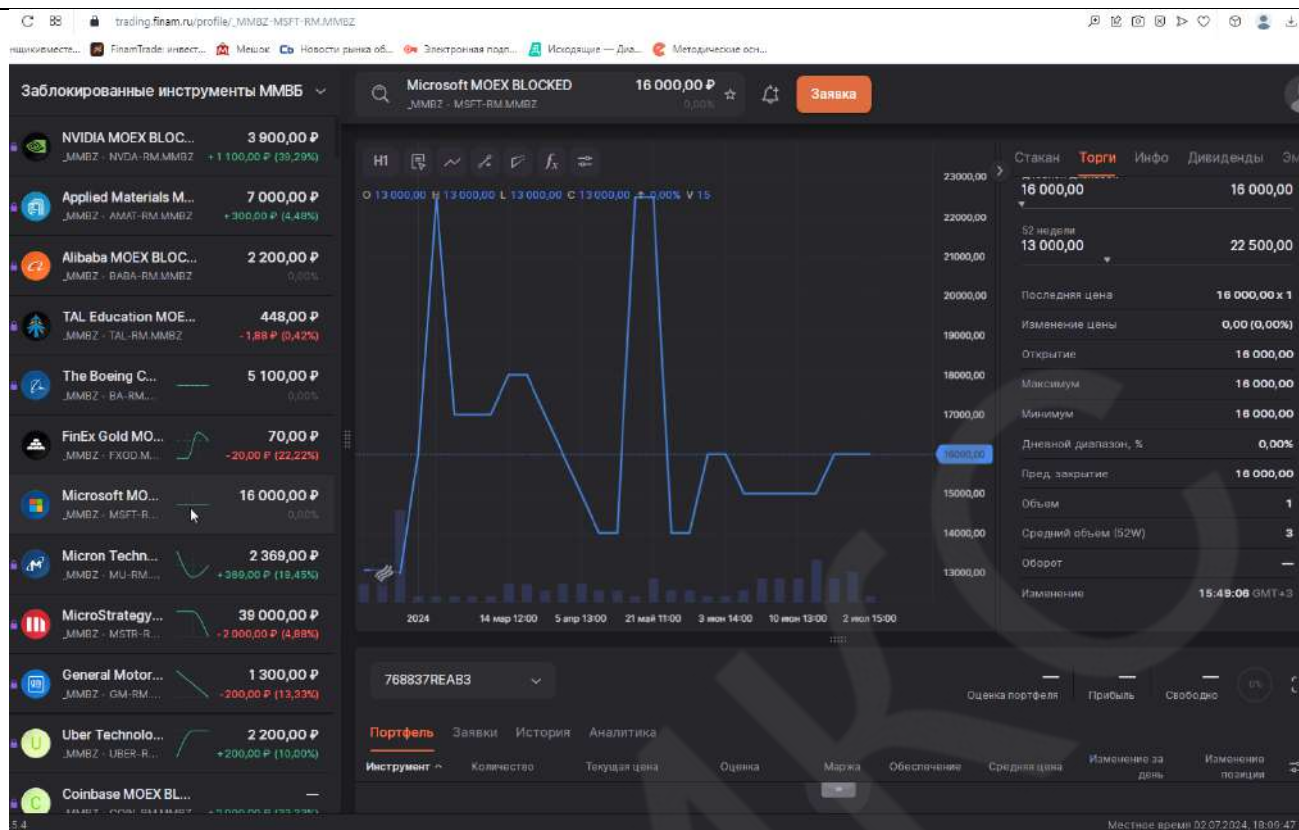 trading.finam.ru/profile/_MMBZ-MSFT-RM.MMBZ
FinamTrade: инвест... Мешок Новости рынка об... Электронная подп... Исходящие — Диа... Методические осн...
Заблокированные инструменты ММВБ
Microsoft MOEX BLOCKED 16 000,00 ₽
_MMBZ · MSFT-RM.MMBZ 0,00%
Заявка
NVIDIA MOEX BLOC... 3 900,00 ₽
_MMBZ · NVDA-RM.MMBZ +1 100,00 ₽ (39,29%)
Applied Materials M... 7 000,00 ₽
_MMBZ · AMAT-RM.MMBZ +300,00 ₽ (4,48%)
Alibaba MOEX BLOC... 2 200,00 ₽
_MMBZ · BABA-RM.MMBZ 0,00%
TAL Education MOE... 448,00 ₽
_MMBZ · TAL-RM.MMBZ -1,88 ₽ (0,42%)
The Boeing C... 5 100,00 ₽
_MMBZ · BA-RM.... 0,00%
FinEx Gold MO... 70,00 ₽
_MMBZ · FXGD.M... -20,00 ₽ (22,22%)
Microsoft MO... 16 000,00 ₽
_MMBZ · MSFT-R... 0,00%
Micron Techn... 2 369,00 ₽
_MMBZ · MU-RM.... +389,00 ₽ (19,45%)
MicroStrategy... 39 000,00 ₽
_MMBZ · MSTR-R... -2 000,00 ₽ (4,88%)
General Motor... 1 300,00 ₽
_MMBZ · GM-RM.... -200,00 ₽ (13,33%)
Uber Technolo... 2 200,00 ₽
_MMBZ · UBER-R... +200,00 ₽ (10,00%)
Coinbase MOEX BL... —
H1
O 13 000,00 H 13 000,00 L 13 000,00 C 13 000,00 0,00% V 15
23000,00
22000,00
21000,00
20000,00
19000,00
18000,00
17000,00
16000,00
15000,00
14000,00
13000,00
2024 14 мар 12:00 5 апр 13:00 21 май 11:00 3 июн 14:00 10 июн 13:00 2 июл 15:00
Стакан Торги Инфо Дивиденды Эм
16 000,00 16 000,00
52 недели
13 000,00 22 500,00
Последняя цена 16 000,00 x 1
Изменение цены 0,00 (0,00%)
Открытие 16 000,00
Максимум 16 000,00
Минимум 16 000,00
Дневной диапазон, % 0,00%
Пред. закрытие 16 000,00
Объем 1
Средний объем (52W) 3
Оборот —
Изменение 15:49:06 GMT+3
768837REAB3
Оценка портфеля Прибыль Свободно 0%
Портфель Заявки История Аналитика
Инструмент Количество Текущая цена Оценка Маржа Обеспечение Средняя цена Изменение за день Изменение позиции
5.4 Местное время 02.07.2024, 18:09:47